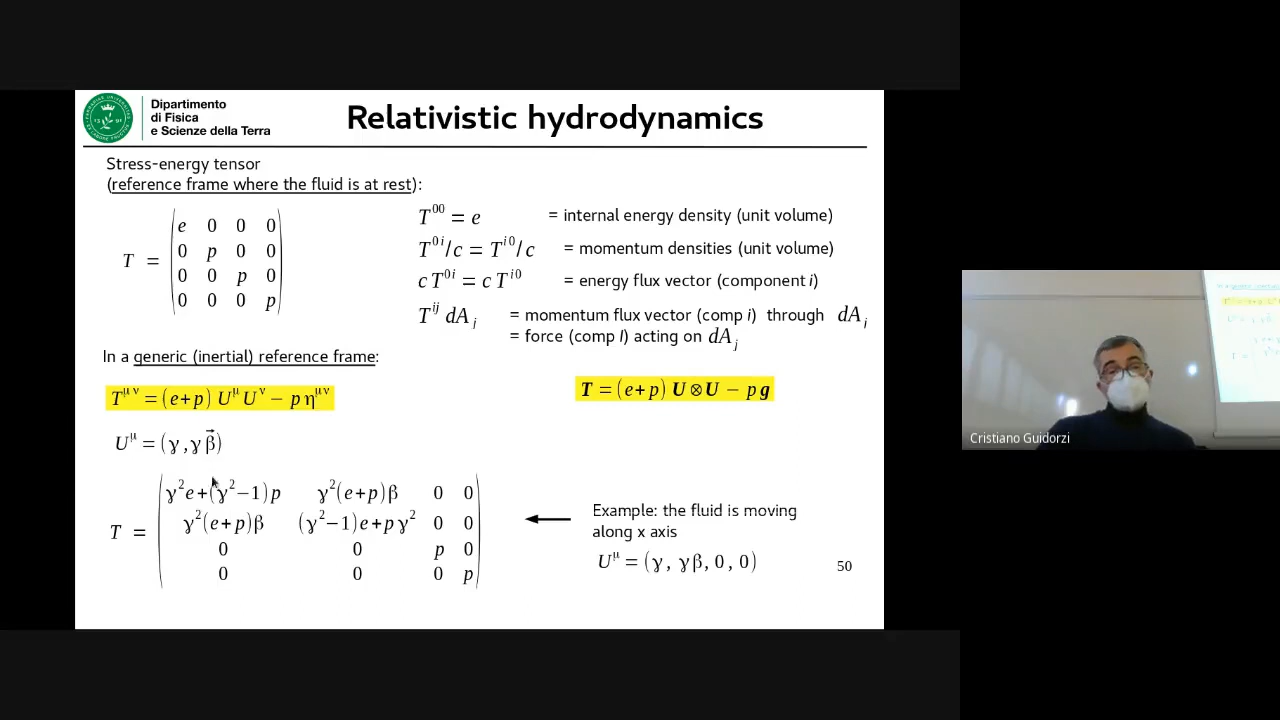 Dipartimento
di Fisica
e Scienze della Terra
Relativistic hydrodynamics
Stress-energy tensor
(reference frame where the fluid is at rest):
T = (e 0 0 0
0 p 0 0
0 0 p 0
0 0 0 p)
T^{00} = e = internal energy density (unit volume)
T^{0i}/c = T^{i0}/c = momentum densities (unit volume)
c T^{0i} = c T^{i0} = energy flux vector (component i)
T^{ij} dA_j = momentum flux vector (comp i) through dA_j
= force (comp I) acting on dA_j
In a generic (inertial) reference frame:
T^{μν} = (e+p) U^μ U^ν − p η^{μν}
T = (e+p) U⊗U − p g
U^μ = (γ, γ β⃗)
T = (γ²e+(γ²−1)p γ²(e+p)β 0 0
γ²(e+p)β (γ²−1)e+pγ² 0 0
0 0 p 0
0 0 0 p)
Example: the fluid is moving
along x axis
U^μ = (γ, γβ, 0, 0)
50
Cristiano Guidorzi